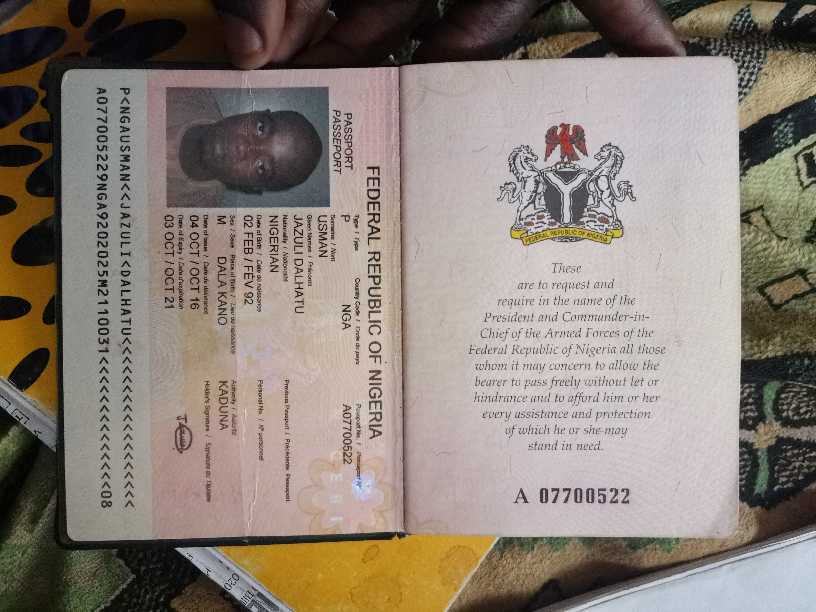 These
are to request and
require in the name of the
President and Commander-in-
Chief of the Armed Forces of the
Federal Republic of Nigeria all those
whom it may concern to allow the
bearer to pass freely without let or
hindrance and to afford him or her
every assistance and protection
of which he or she may
stand in need.
A 07700522
FEDERAL REPUBLIC OF NIGERIA
PASSPORT
PASSEPORT
Type / Type
Country Code / Code du pays
Passport No. / Passeport N°
P
NGA
A07700522
Surname / Nom
USMAN
Given Names / Prénoms
JAZULI DALHATU
Nationality / Nationalité
Previous Passport / Précédente Passeport
NIGERIAN
Date of Birth / Date de naissance
Personal No. / N° personnel
02 FEB / FÉV 92
Sex / Sexe Place of Birth / Lieu de naissance
Authority / Autorité
M DALA KANO
KADUNA
Date of Issue / Date de délivrance
Holder's Signature / Signature du Titulaire
04 OCT / OCT 16
Date of Expiry / Date d'expiration
03 OCT / OCT 21
P<NGAUSMAN<<JAZULI<DALHATU<<<<<<<<<<<<<<<<<<
A077005229NGA9202025M2110031<<<<<<<<<<<<<<08